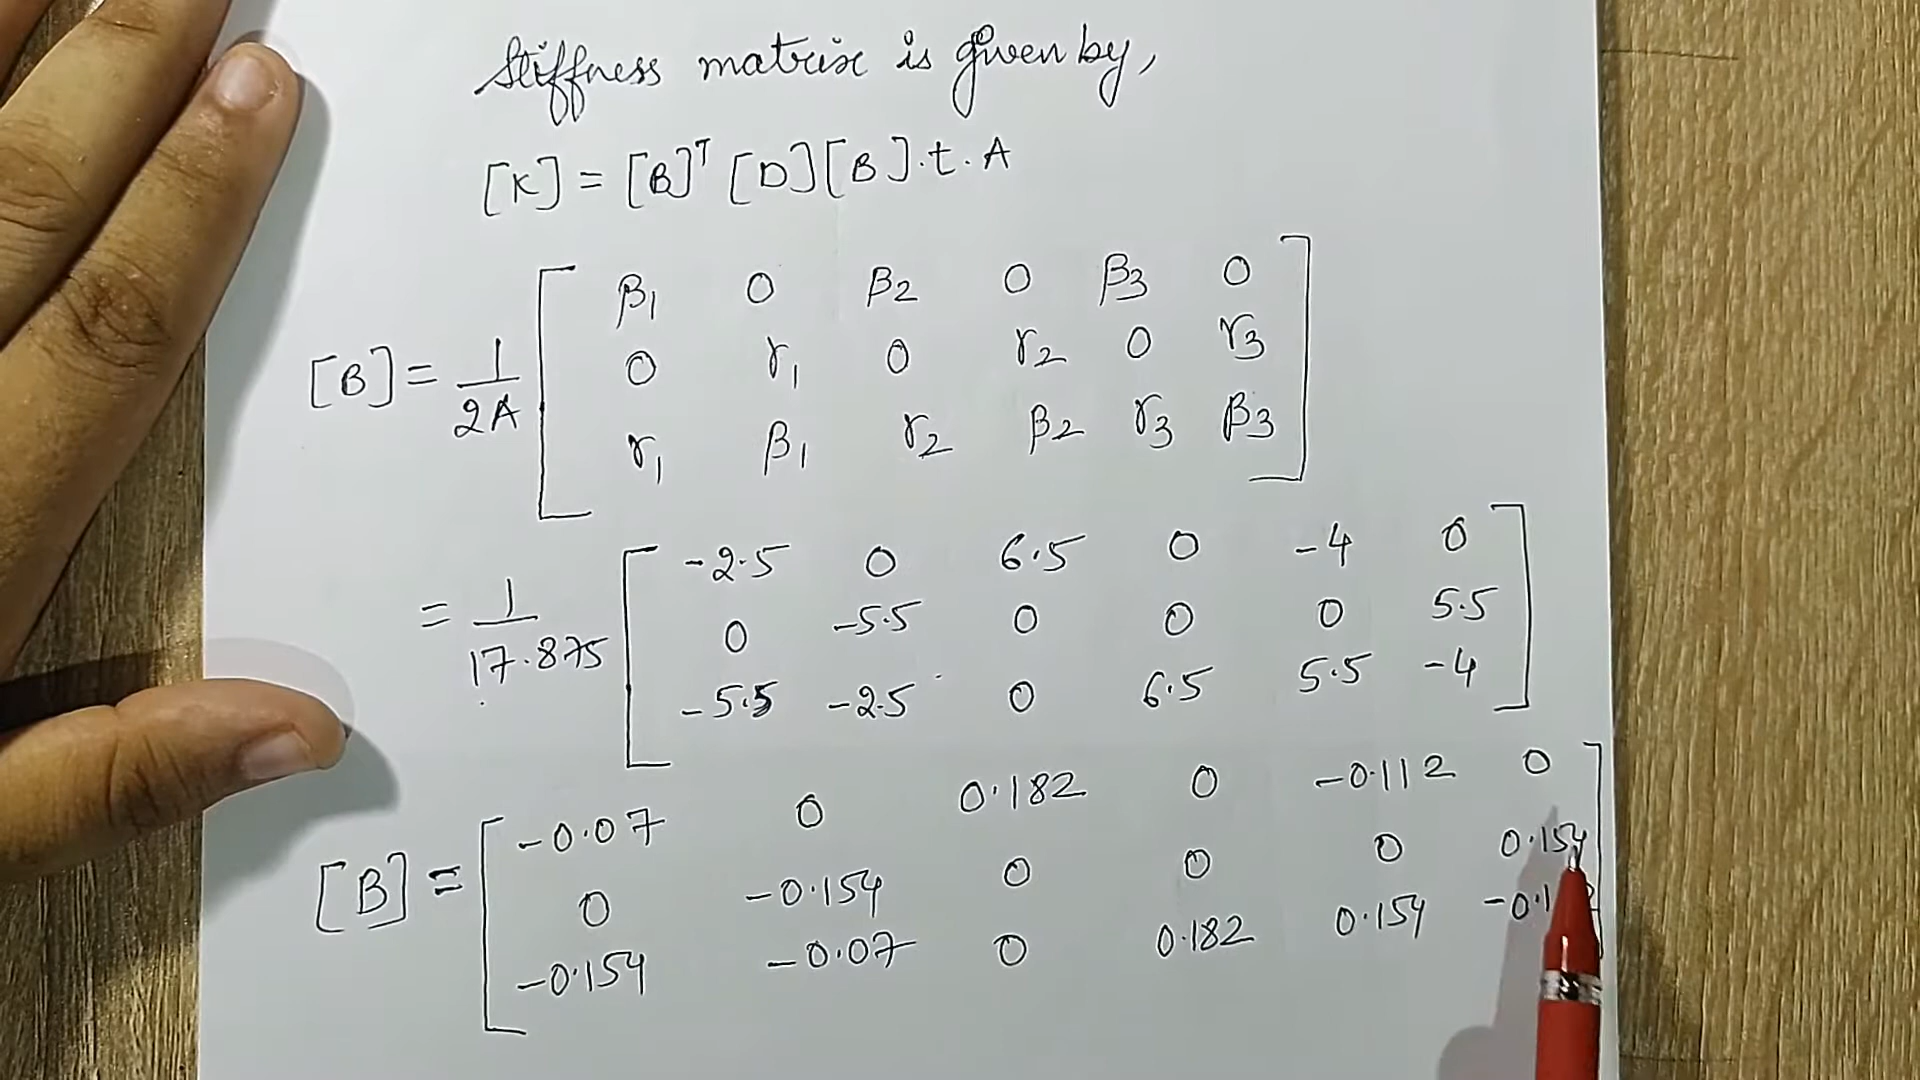 Stiffness matrix is given by,
[K] = [B]ᵀ [D] [B] . t . A
β₁ 0 β₂ 0 β₃ 0
[B] = 1/2A 0 γ₁ 0 γ₂ 0 γ₃
γ₁ β₁ γ₂ β₂ γ₃ β₃
-2.5 0 6.5 0 -4 0
= 1/17.875 0 -5.5 0 0 0 5.5
-5.5 -2.5 0 6.5 5.5 -4
-0.07 0 0.182 0 -0.112 0
[B] = 0 -0.154 0 0 0 0.154
-0.154 -0.07 0 0.182 0.154